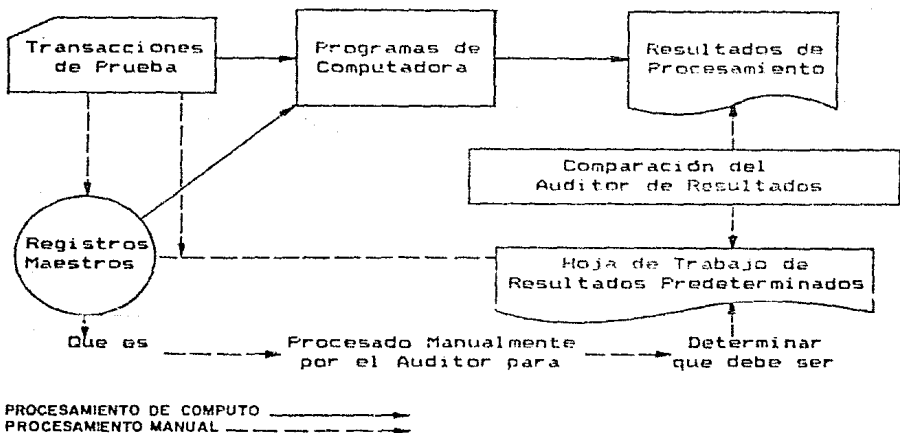 Transacciones
de Prueba
Programas de
Computadora
Resultados de
Procesamiento
Comparación del
Auditor de Resultados
Registros
Maestros
Hoja de Trabajo de
Resultados Predeterminados
Que es
Procesado Manualmente
por el Auditor para
Determinar
que debe ser
PROCESAMIENTO DE COMPUTO
PROCESAMIENTO MANUAL